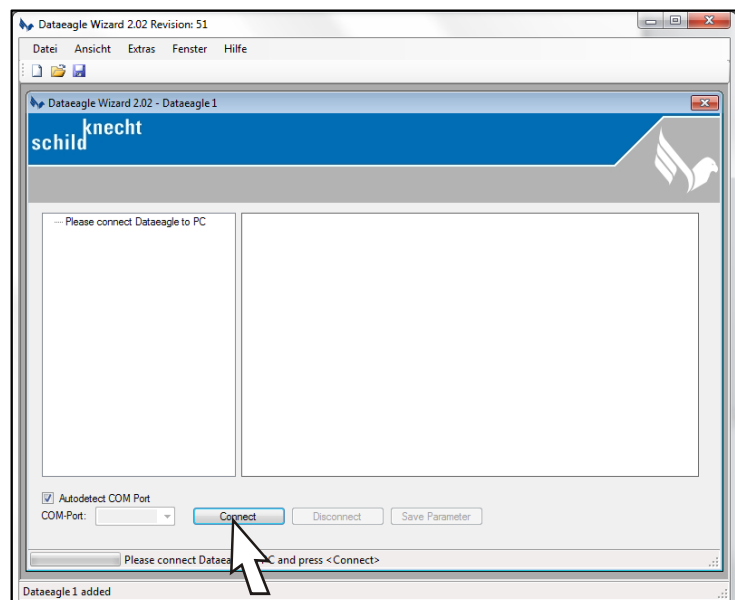 Dataeagle Wizard 2.02 Revision: 51
Datei Ansicht Extras Fenster Hilfe
Dataeagle Wizard 2.02 - Dataeagle 1
schildknecht
Please connect Dataeagle to PC
Autodetect COM Port
COM-Port: Connect Disconnect Save Parameter
Please connect Dataea PC and press <Connect>
Dataeagle 1 added